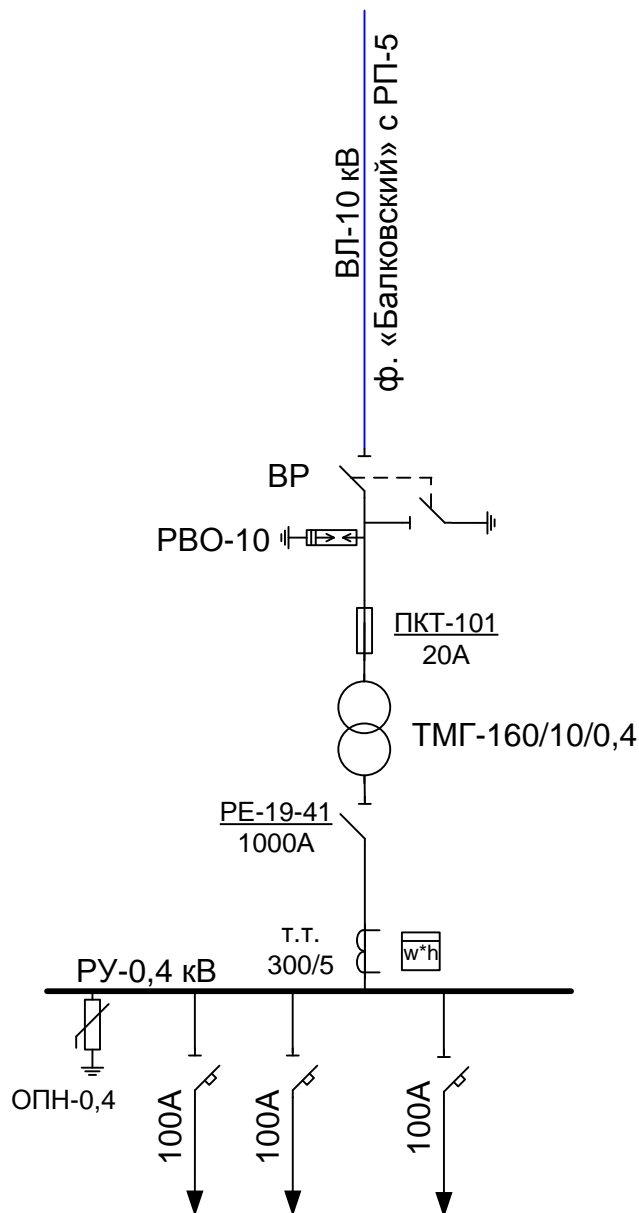 ВЛ-10 кВ
ф. «Балковский» с РП-5
ВР
РВО-10
ПКТ-101
20А
ТМГ-160/10/0,4
РЕ-19-41
1000А
т.т.
300/5
w*h
РУ-0,4 кВ
ОПН-0,4
100А
100А
100А